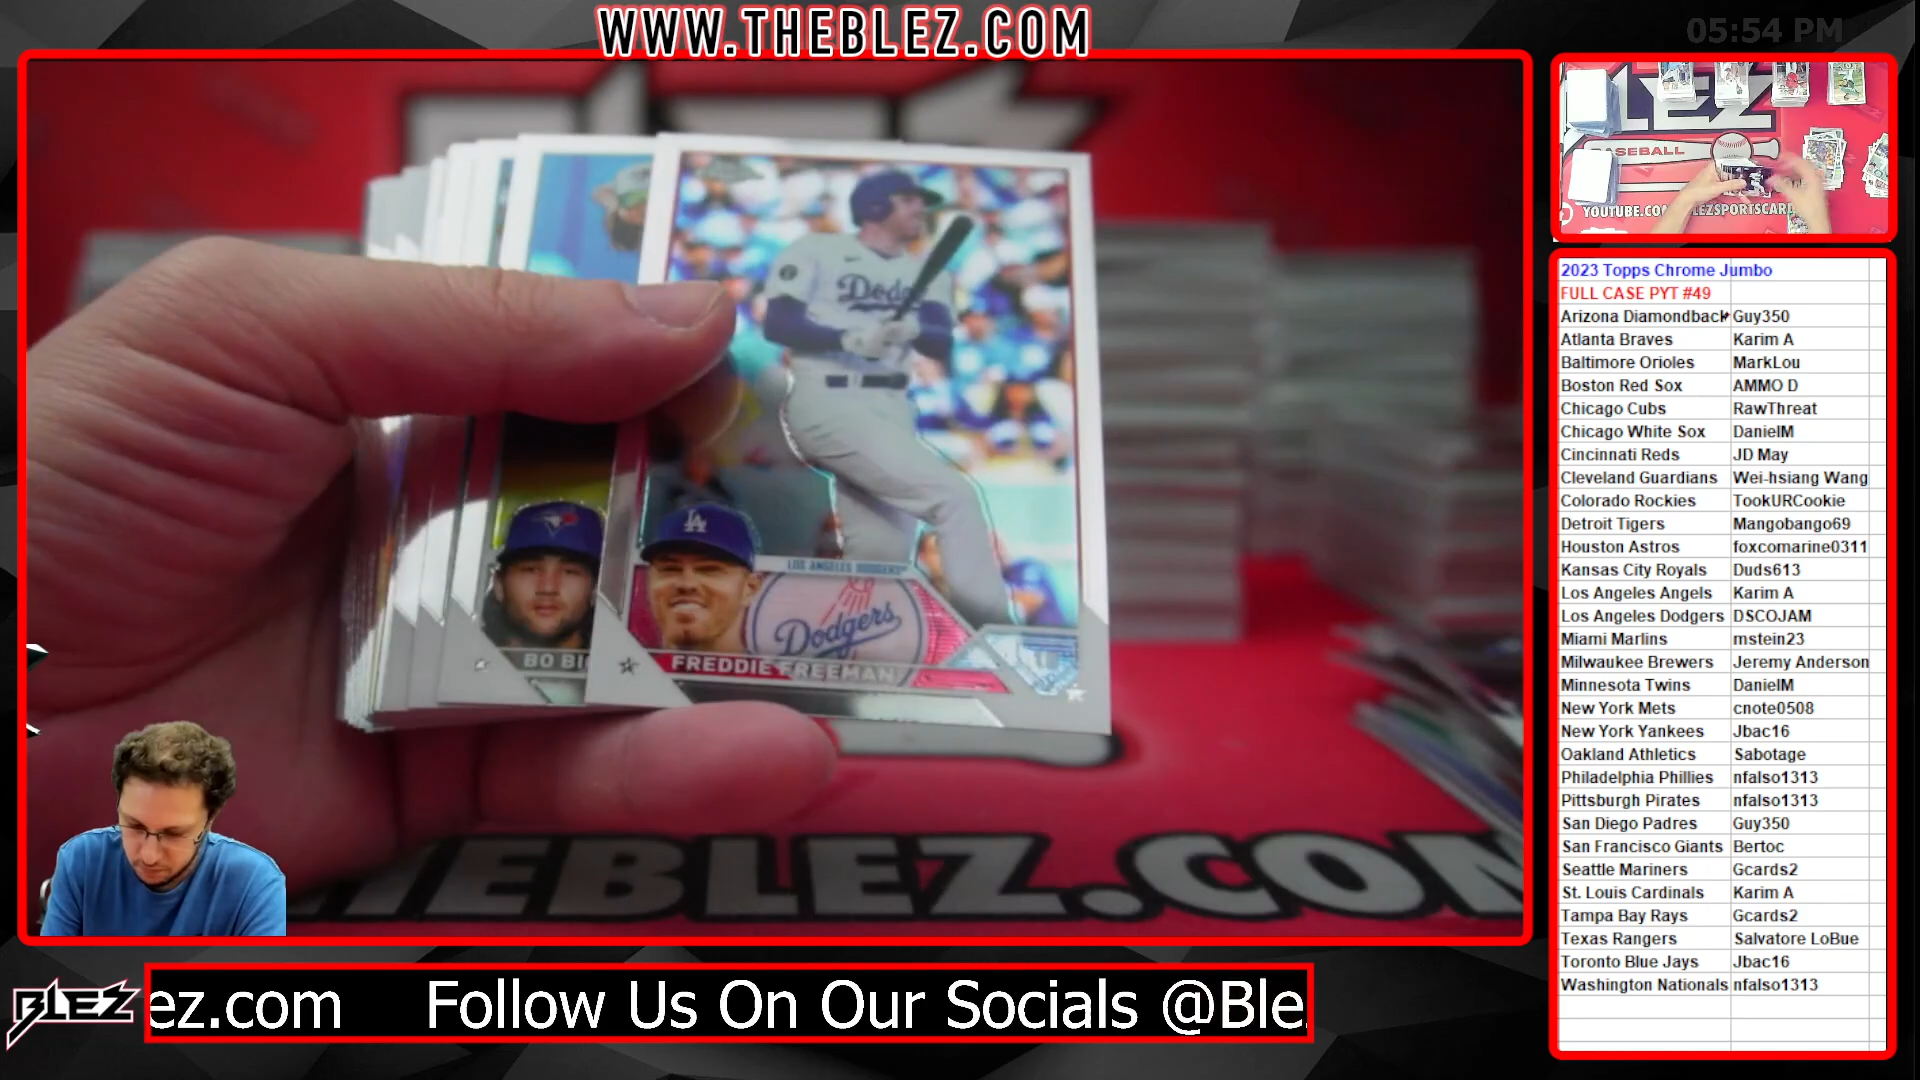 WWW.THEBLEZ.COM
05:54 PM
BASEBALL
2023 Topps Chrome Jumbo
FULL CASE PYT #49
Arizona Diamondback Guy350
Atlanta Braves Karim A
Baltimore Orioles MarkLou
Boston Red Sox AMMO D
Chicago Cubs RawThreat
Chicago White Sox DanielM
Cincinnati Reds JD May
Cleveland Guardians Wei-hsiang Wang
Colorado Rockies TookURCookie
Detroit Tigers Mangobango69
Houston Astros foxcomarine0311
Kansas City Royals Duds613
Los Angeles Angels Karim A
Los Angeles Dodgers DSCOJAM
Miami Marlins mstein23
Milwaukee Brewers Jeremy Anderson
Minnesota Twins DanielM
New York Mets cnote0508
New York Yankees Jbac16
Oakland Athletics Sabotage
Philadelphia Phillies nfalso1313
Pittsburgh Pirates nfalso1313
San Diego Padres Guy350
San Francisco Giants Bertoc
Seattle Mariners Gcards2
St. Louis Cardinals Karim A
Tampa Bay Rays Gcards2
Texas Rangers Salvatore LoBue
Toronto Blue Jays Jbac16
Washington Nationals nfalso1313
LA
LOS ANGELES DODGERS
Dodgers
BO BI
FREDDIE FREEMAN
BLEZ.COM
BLEZ
ez.com Follow Us On Our Socials @Ble